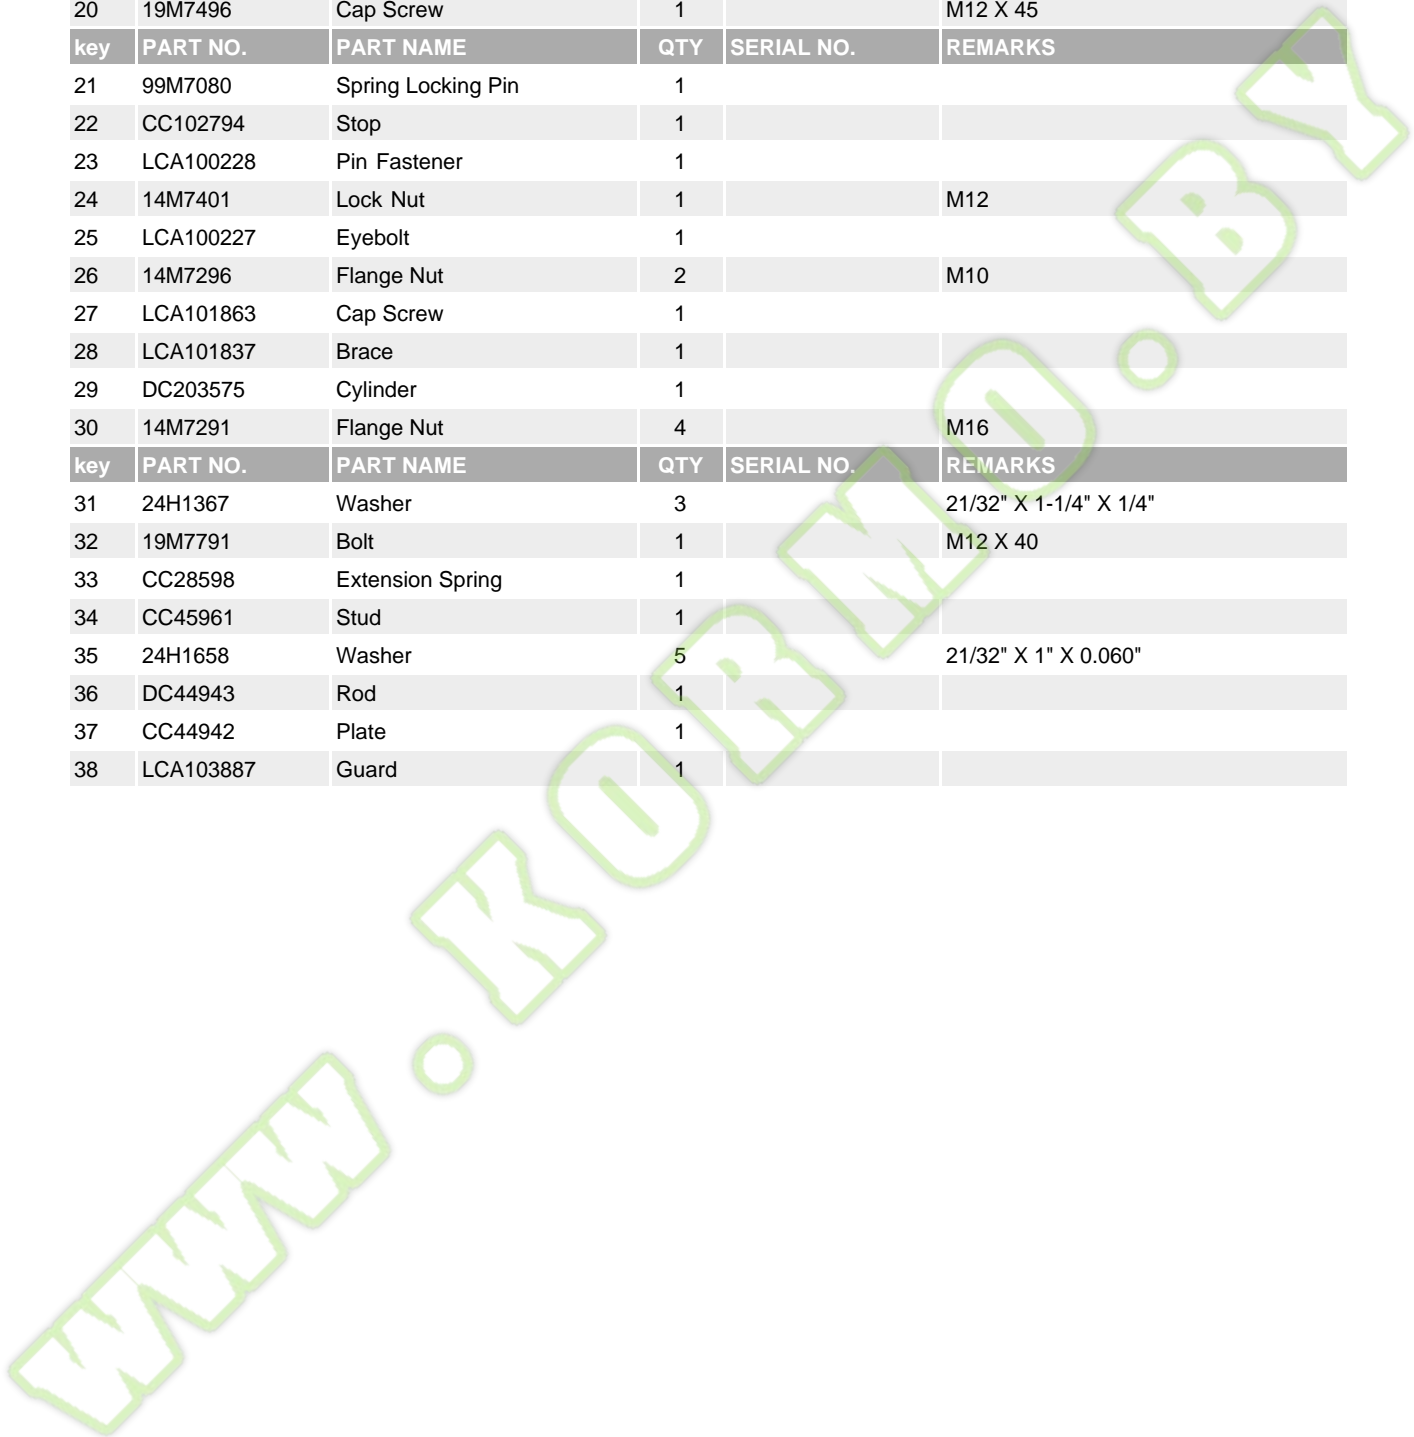 20 19M7496 Cap Screw 1 M12 X 45
key PART NO. PART NAME QTY SERIAL NO. REMARKS
21 99M7080 Spring Locking Pin 1
22 CC102794 Stop 1
23 LCA100228 Pin Fastener 1
24 14M7401 Lock Nut 1 M12
25 LCA100227 Eyebolt 1
26 14M7296 Flange Nut 2 M10
27 LCA101863 Cap Screw 1
28 LCA101837 Brace 1
29 DC203575 Cylinder 1
30 14M7291 Flange Nut 4 M16
key PART NO. PART NAME QTY SERIAL NO. REMARKS
31 24H1367 Washer 3 21/32" X 1-1/4" X 1/4"
32 19M7791 Bolt 1 M12 X 40
33 CC28598 Extension Spring 1
34 CC45961 Stud 1
35 24H1658 Washer 5 21/32" X 1" X 0.060"
36 DC44943 Rod 1
37 CC44942 Plate 1
38 LCA103887 Guard 1
WWW.KORMO.BY